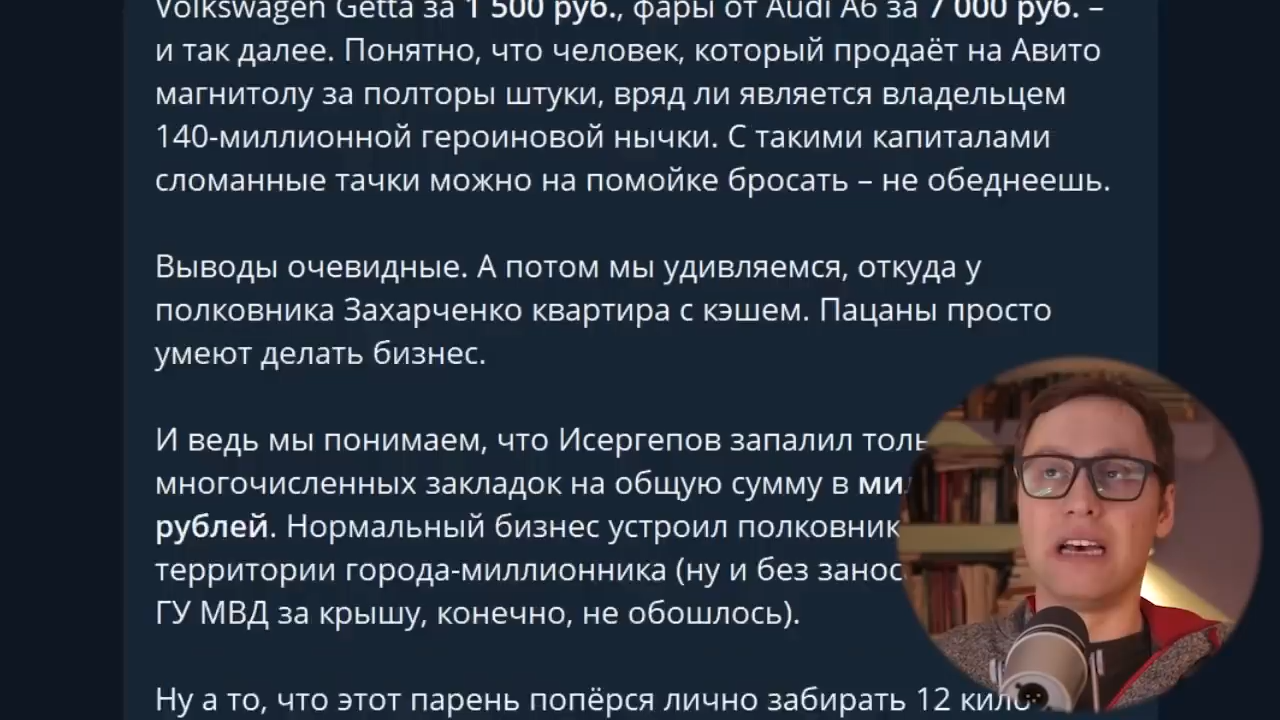 Volkswagen Getta за 1 500 руб., фары от Audi A6 за 7 000 руб. –
и так далее. Понятно, что человек, который продаёт на Авито
магнитолу за полторы штуки, вряд ли является владельцем
140-миллионной героиновой нычки. С такими капиталами
сломанные тачки можно на помойке бросать – не обеднеешь.
Выводы очевидные. А потом мы удивляемся, откуда у
полковника Захарченко квартира с кэшем. Пацаны просто
умеют делать бизнес.
И ведь мы понимаем, что Исергепов запалил
многочисленных закладок на общую сумму в
рублей. Нормальный бизнес устроил полковник
территории города-миллионника (ну и без
ГУ МВД за крышу, конечно, не обошлось).
Ну а то, что этот парень попёрся лично забирать 12